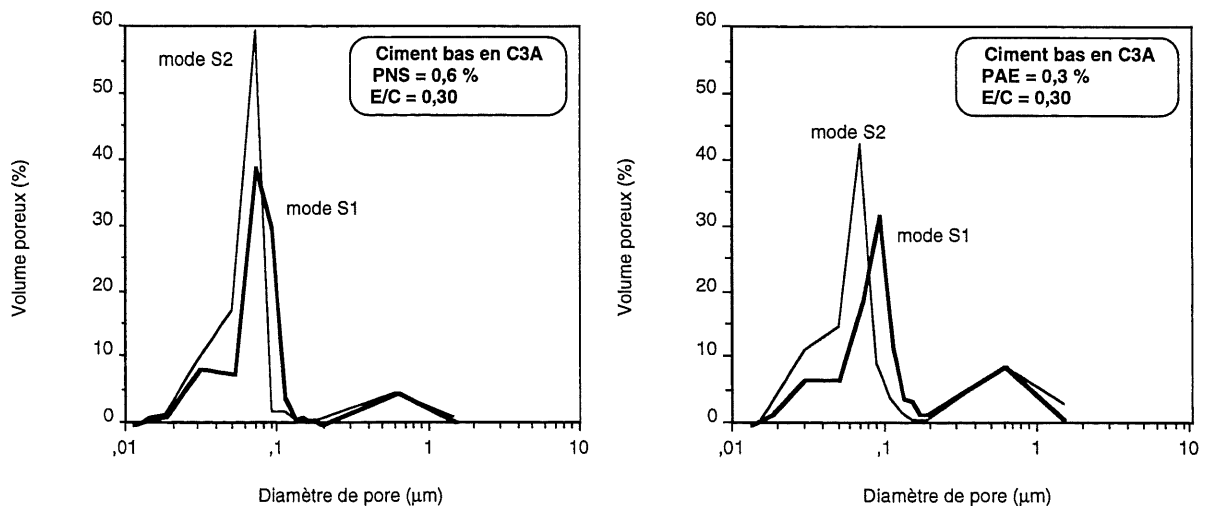 60
50
40
30
20
10
0
Volume poreux (%)
mode S2
mode S1
Ciment bas en C3A
PNS = 0,6 %
E/C = 0,30
,01
,1
1
10
Diamètre de pore (μm)
60
50
40
30
20
10
0
Volume poreux (%)
mode S2
mode S1
Ciment bas en C3A
PAE = 0,3 %
E/C = 0,30
,01
,1
1
10
Diamètre de pore (μm)